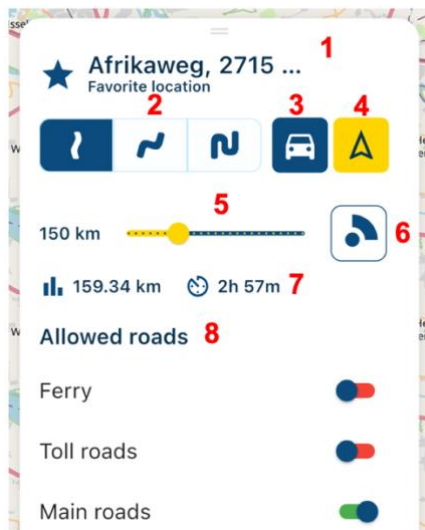 1
Afrikaweg, 2715 ...
Favorite location
2
3
4
5
150 km
6
159.34 km
2h 57m
7
Allowed roads
8
Ferry
Toll roads
Main roads